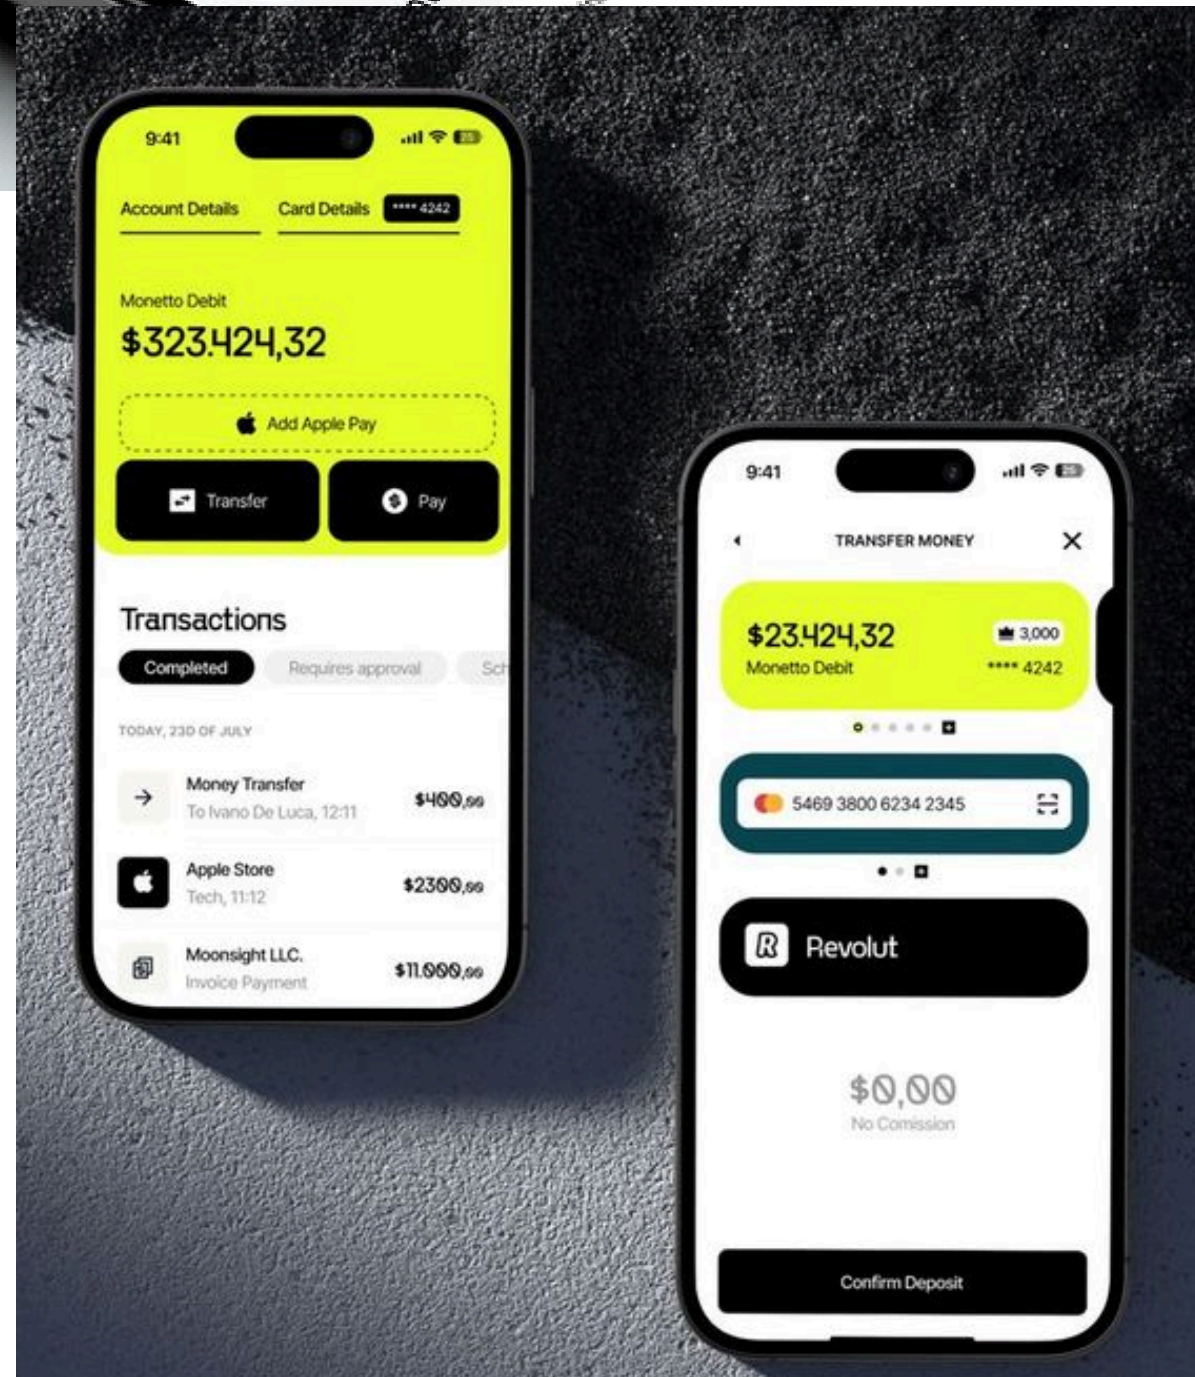 9:41
Account Details
Card Details
**** 4242
Monetto Debit
$323.424,32
Add Apple Pay
Transfer
Pay
Transactions
Completed
Requires approval
Sch
TODAY, 23D OF JULY
Money Transfer
$400,00
To Ivano De Luca, 12:11
Apple Store
$2300,00
Tech, 11:12
Moonsight LLC.
$11.000,00
Invoice Payment
9:41
25
TRANSFER MONEY
$23.424,32
3,000
Monetto Debit
**** 4242
5469 3800 6234 2345
R Revolut
$0,00
No Comission
Confirm Deposit